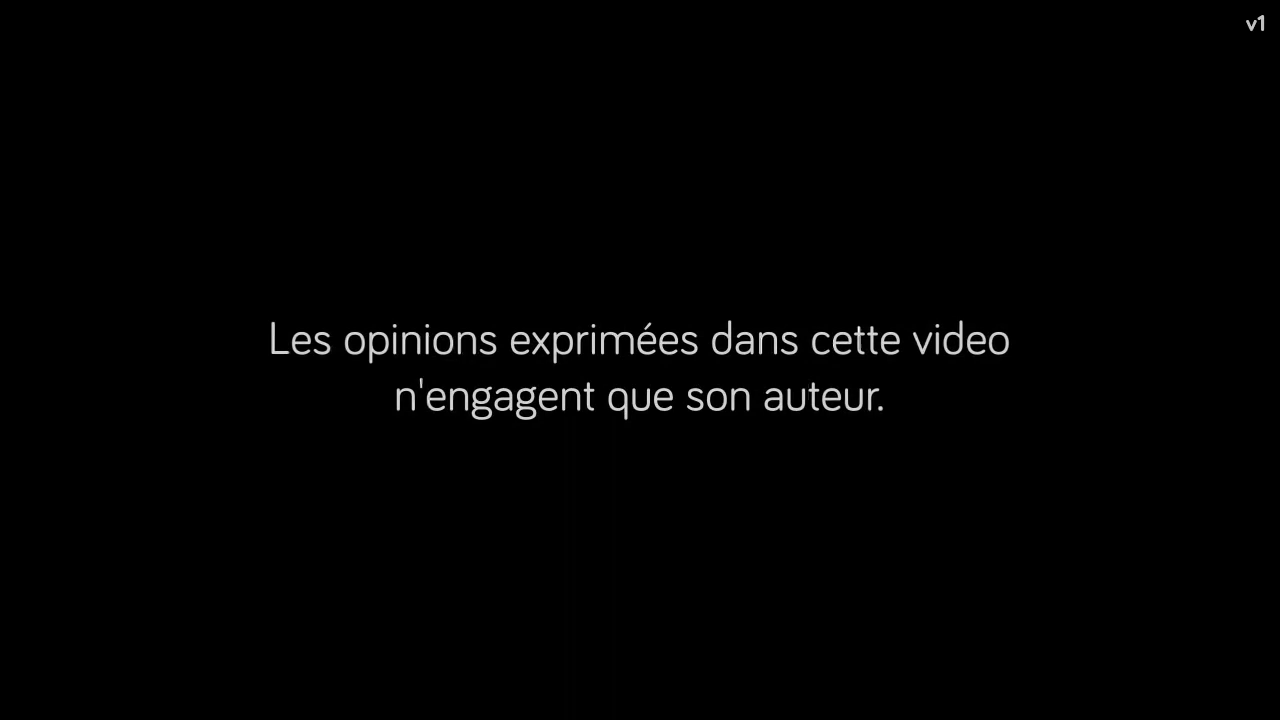 v1
Les opinions exprimées dans cette video
n'engagent que son auteur.